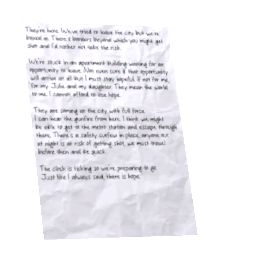 They're here. We've tried to leave the city but we're
boxed in. There's borders beyond which you might get
shot and I'd rather not take the risk.
We're stuck in an apartment building waiting for an
opportunity to leave. Not even sure if that opportunity
will arrive at all but I must stay hopeful. If not for me,
for my Julia and my daughter. They mean the world
to me. I cannot afford to lose hope.
They are coming on the city with full force.
I can hear the gunfire from here. I think we might
be able to get to the metro station and escape through
there. There's a safety curfew in place, anyone out
at night is at risk of getting shot, we must travel
before then and be quick.
The clock is ticking so we're preparing to go.
Just like I always said, there is hope.